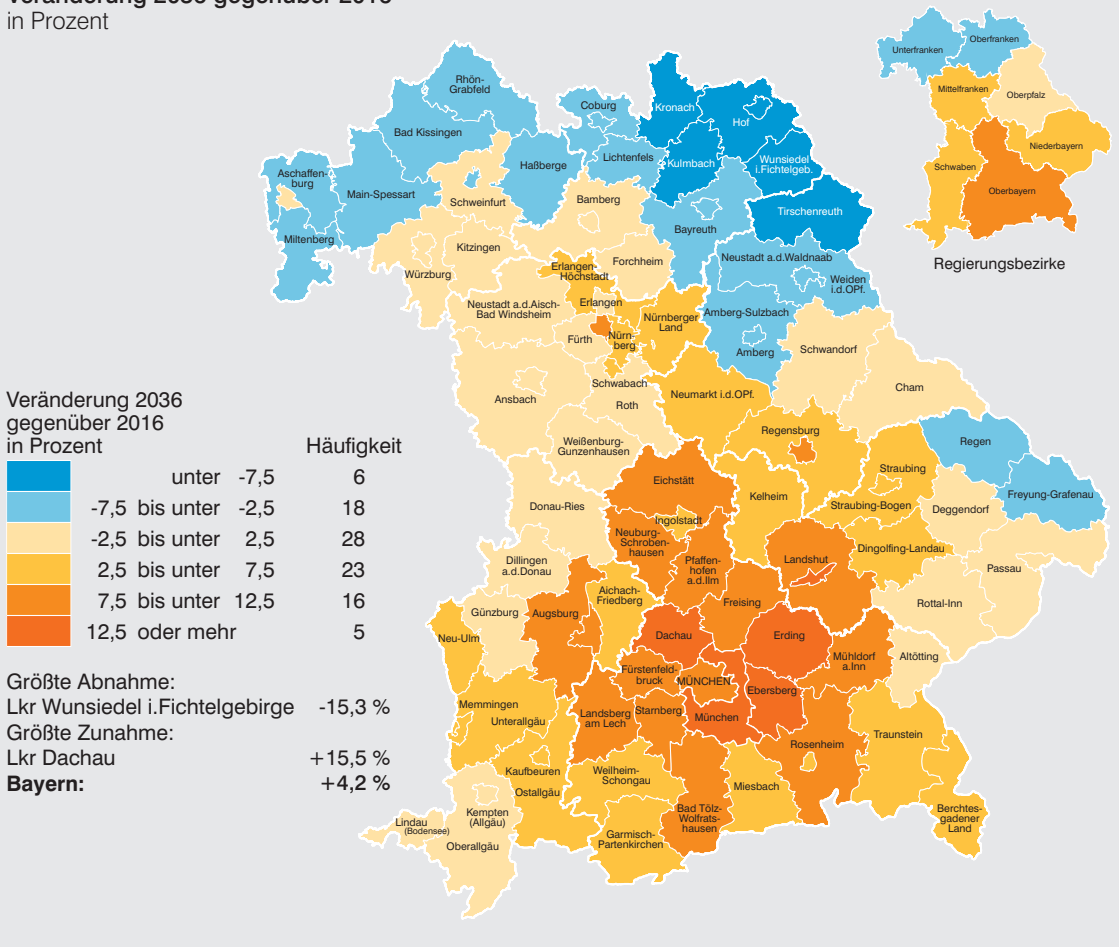 Veränderung 2036 gegenüber 2016
in Prozent
Unterfranken
Oberfranken
Mittelfranken
Oberpfalz
Niederbayern
Schwaben
Oberbayern
Regierungsbezirke
Rhön-
Grabfeld
Coburg
Kronach
Hof
Bad Kissingen
Lichtenfels
Kulmbach
Wunsiedel
i.Fichtelgeb.
Haßberge
Aschaffen-
burg
Main-Spessart
Schweinfurt
Bamberg
Tirschenreuth
Bayreuth
Miltenberg
Kitzingen
Würzburg
Forchheim
Neustadt a.d.Waldnaab
Erlangen-
Höchstadt
Weiden
i.d.OPf.
Neustadt a.d.Aisch-
Bad Windsheim
Erlangen
Nürnberger
Land
Amberg-Sulzbach
Fürth
Nürn-
berg
Amberg
Schwandorf
Schwabach
Ansbach
Roth
Neumarkt i.d.OPf.
Cham
Weißenburg-
Gunzenhausen
Regensburg
Regen
Straubing
Eichstätt
Kelheim
Freyung-Grafenau
Donau-Ries
Straubing-Bogen
Deggendorf
Ingolstadt
Neuburg-
Schroben-
hausen
Dingolfing-Landau
Dillingen
a.d.Donau
Pfaffen-
hofen
a.d.Ilm
Landshut
Passau
Aichach-
Friedberg
Freising
Rottal-Inn
Günzburg
Augsburg
Neu-Ulm
Dachau
Erding
Mühldorf
a.Inn
Altötting
Fürstenfeld-
bruck
MÜNCHEN
Ebersberg
Memmingen
Unterallgäu
Landsberg
am Lech
Starnberg
München
Traunstein
Rosenheim
Kaufbeuren
Weilheim-
Schongau
Miesbach
Ostallgäu
Bad Tölz-
Wolfrats-
hausen
Berchtes-
gadener
Land
Kempten
(Allgäu)
Lindau
(Bodensee)
Oberallgäu
Garmisch-
Partenkirchen
Veränderung 2036
gegenüber 2016
in Prozent Häufigkeit
unter -7,5 6
-7,5 bis unter -2,5 18
-2,5 bis unter 2,5 28
2,5 bis unter 7,5 23
7,5 bis unter 12,5 16
12,5 oder mehr 5
Größte Abnahme:
Lkr Wunsiedel i.Fichtelgebirge -15,3 %
Größte Zunahme:
Lkr Dachau +15,5 %
Bayern: +4,2 %